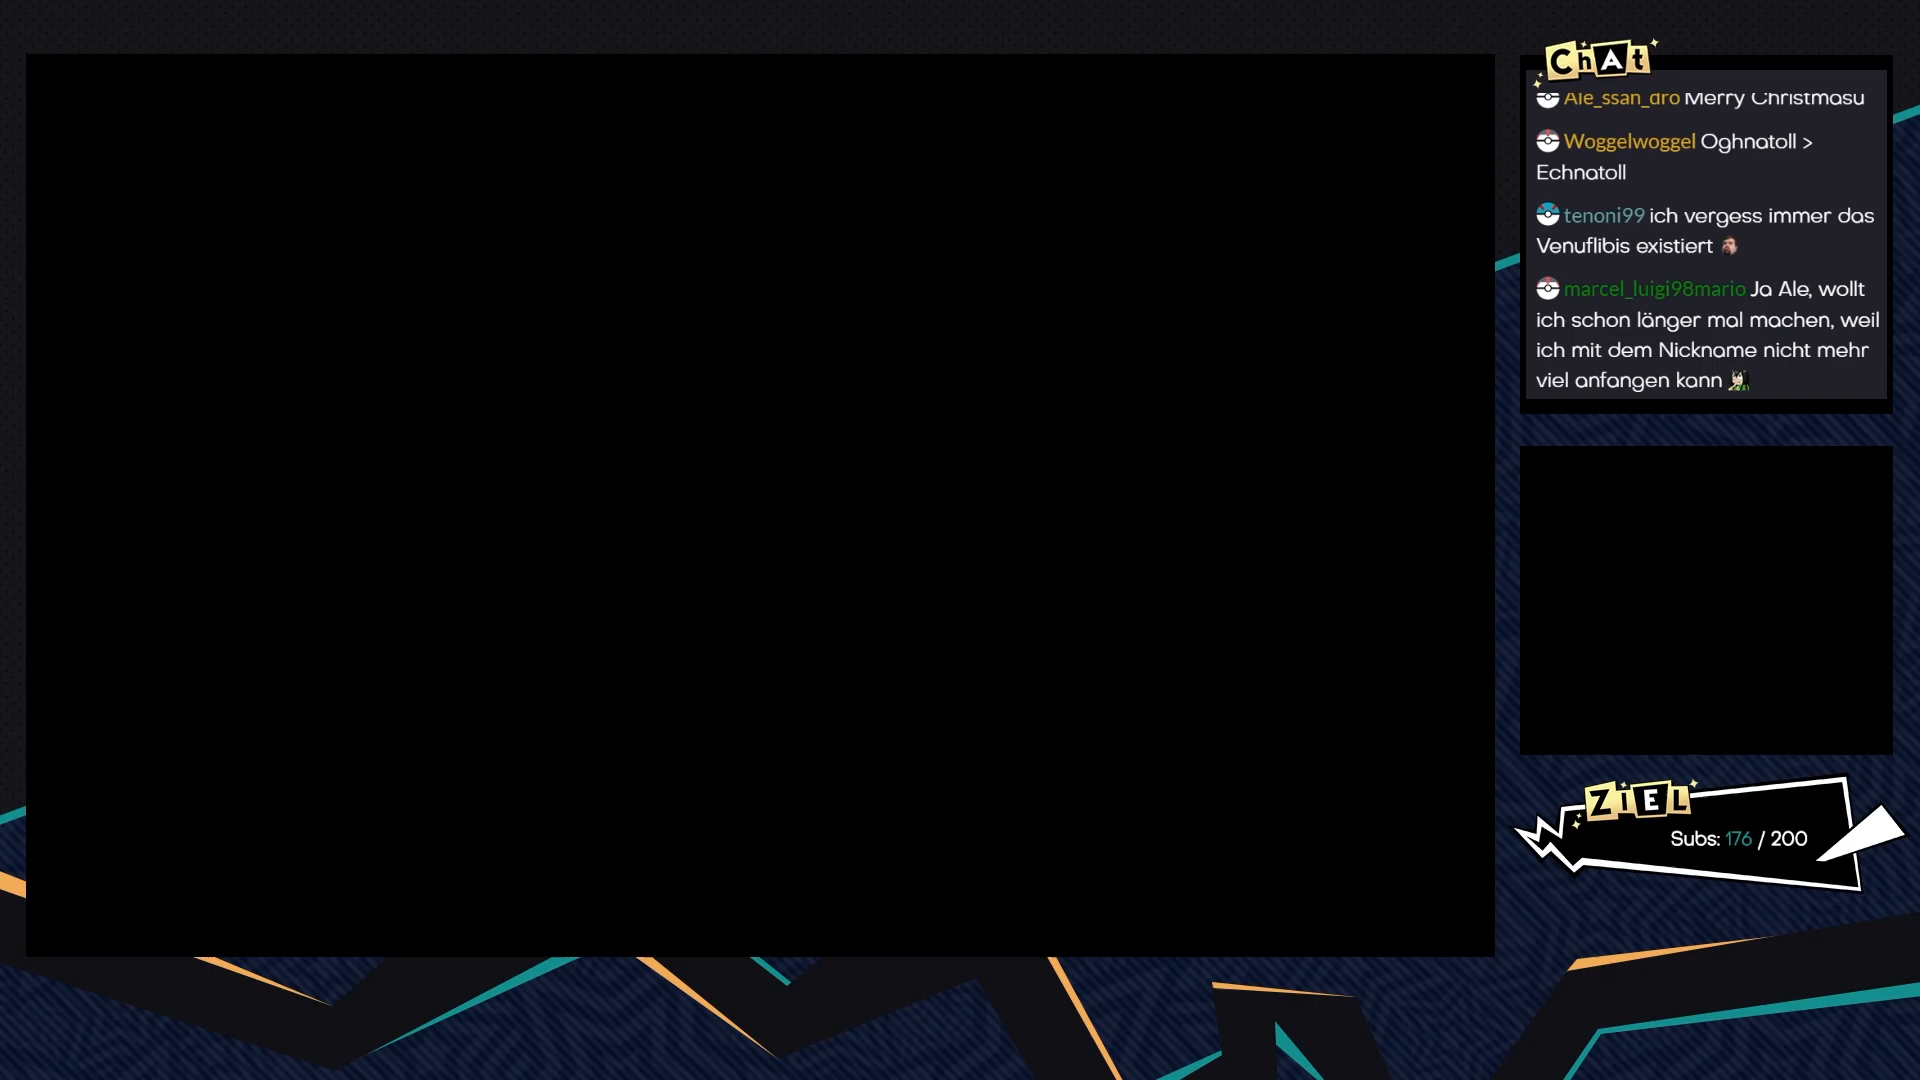 ChAt
Ale_ssan_dro Merry Christmasu
Woggelwoggel Oghnatoll >
Echnatoll
tenoni99 ich vergess immer das
Venuflibis existiert
marcel_luigi98mario Ja Ale, wollt
ich schon länger mal machen, weil
ich mit dem Nickname nicht mehr
viel anfangen kann
ZiEL
Subs: 176 / 200